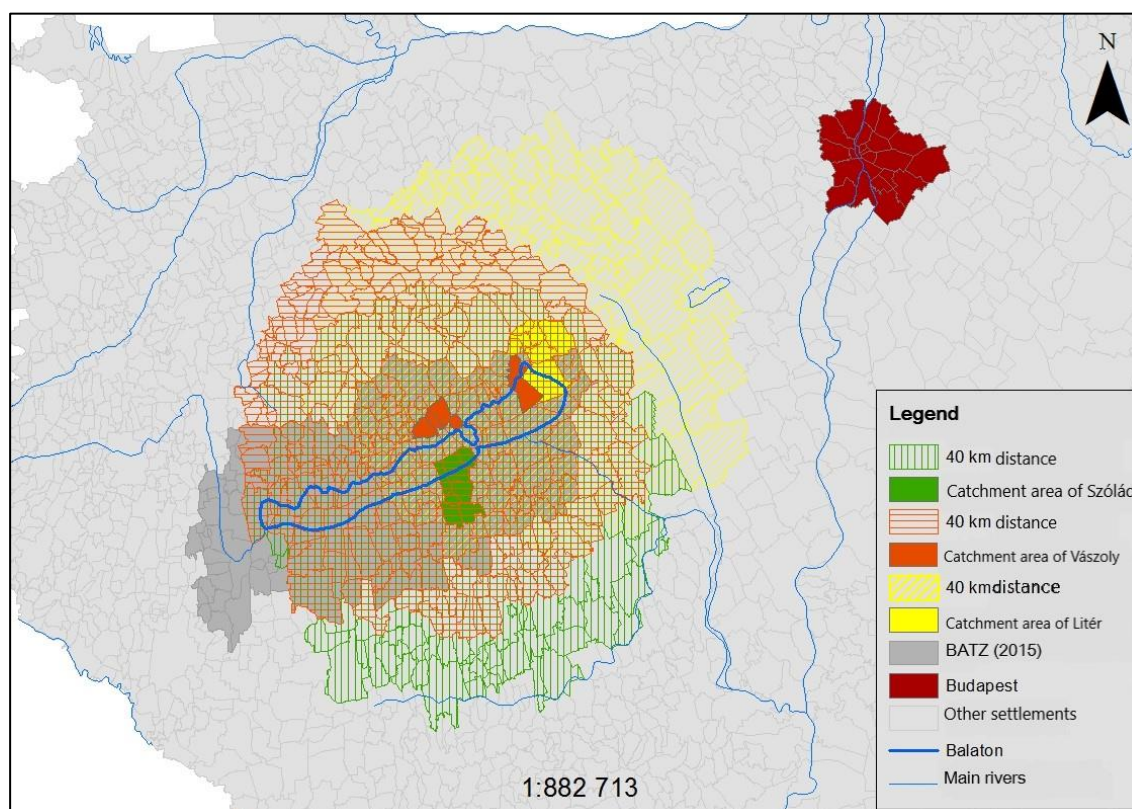 N
Legend
40 km distance
Catchment area of Szólác
40 km distance
Catchment area of Vászoly
40 kmdistance
Catchment area of Litér
BATZ (2015)
Budapest
Other settlements
Balaton
Main rivers
1:882 713